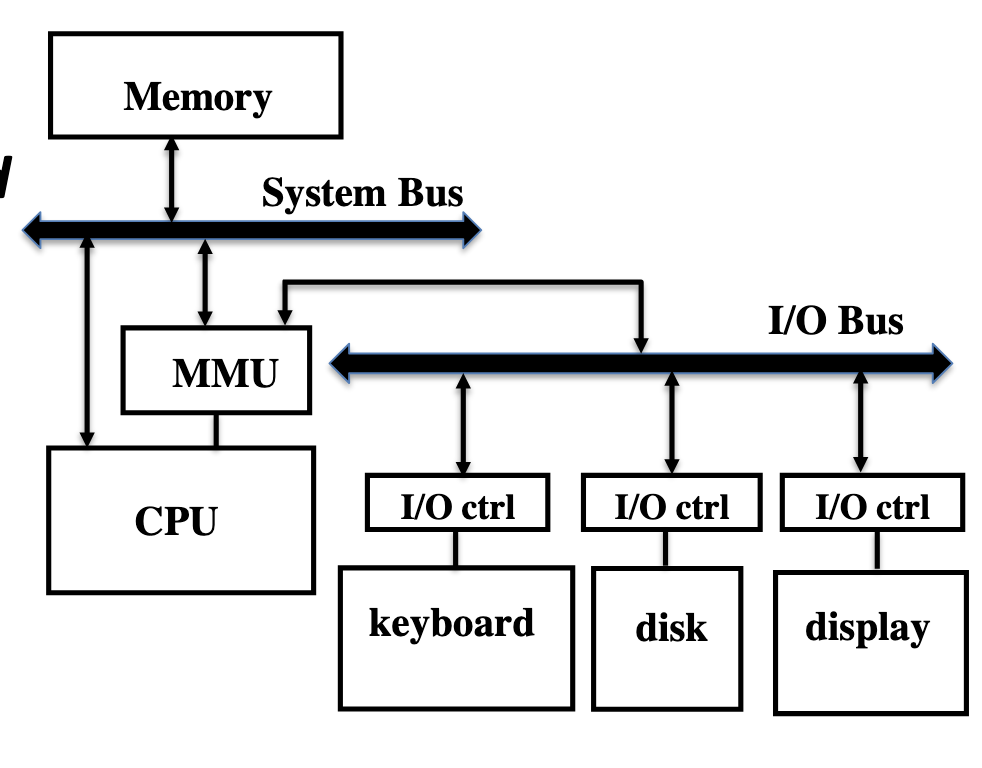 Memory
System Bus
I/O Bus
MMU
CPU
I/O ctrl
I/O ctrl
I/O ctrl
keyboard
disk
display